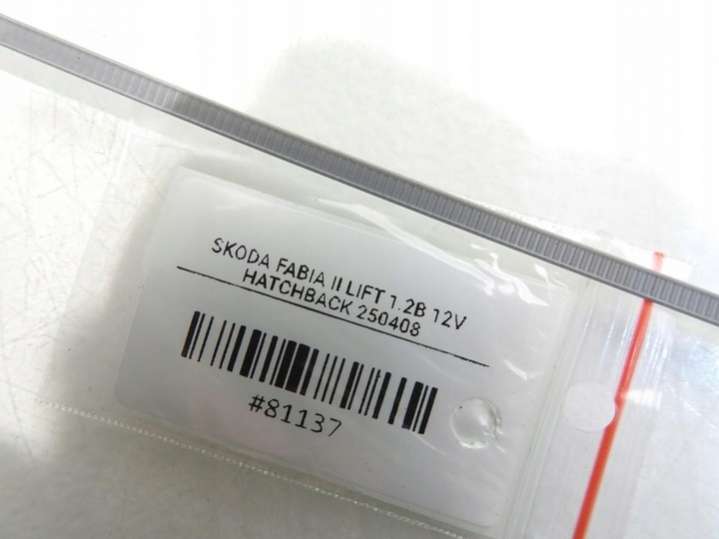 SKODA FABIA II LIFT 1.2B 12V
HATCHBACK 250408
#81137